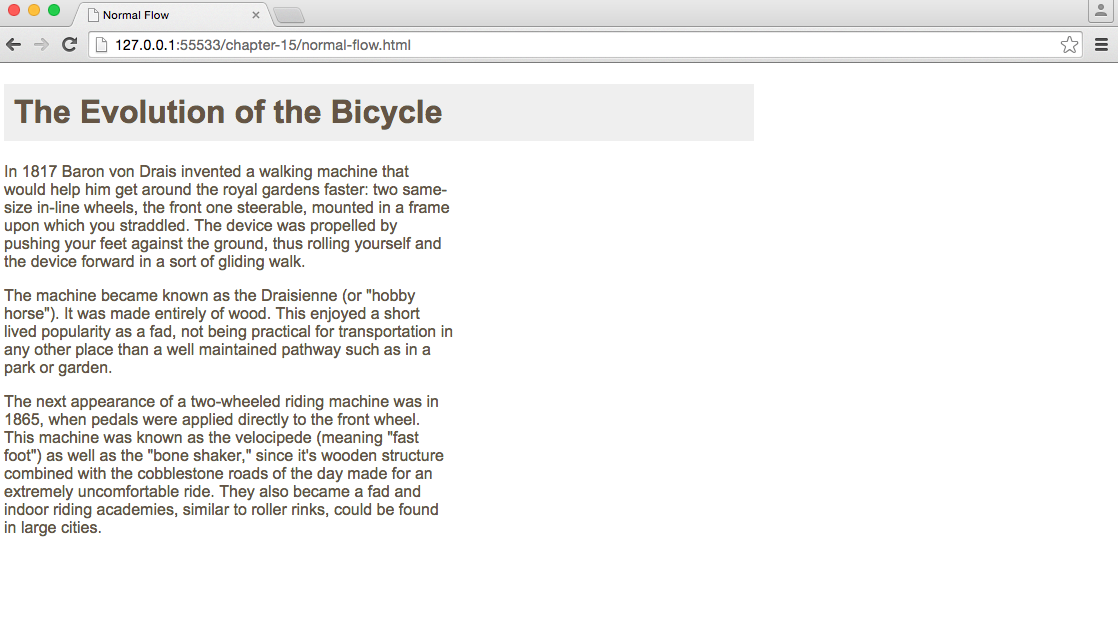 Normal Flow
127.0.0.1:55533/chapter-15/normal-flow.html
The Evolution of the Bicycle
In 1817 Baron von Drais invented a walking machine that
would help him get around the royal gardens faster: two same-
size in-line wheels, the front one steerable, mounted in a frame
upon which you straddled. The device was propelled by
pushing your feet against the ground, thus rolling yourself and
the device forward in a sort of gliding walk.
The machine became known as the Draisienne (or "hobby
horse"). It was made entirely of wood. This enjoyed a short
lived popularity as a fad, not being practical for transportation in
any other place than a well maintained pathway such as in a
park or garden.
The next appearance of a two-wheeled riding machine was in
1865, when pedals were applied directly to the front wheel.
This machine was known as the velocipede (meaning "fast
foot") as well as the "bone shaker," since it's wooden structure
combined with the cobblestone roads of the day made for an
extremely uncomfortable ride. They also became a fad and
indoor riding academies, similar to roller rinks, could be found
in large cities.